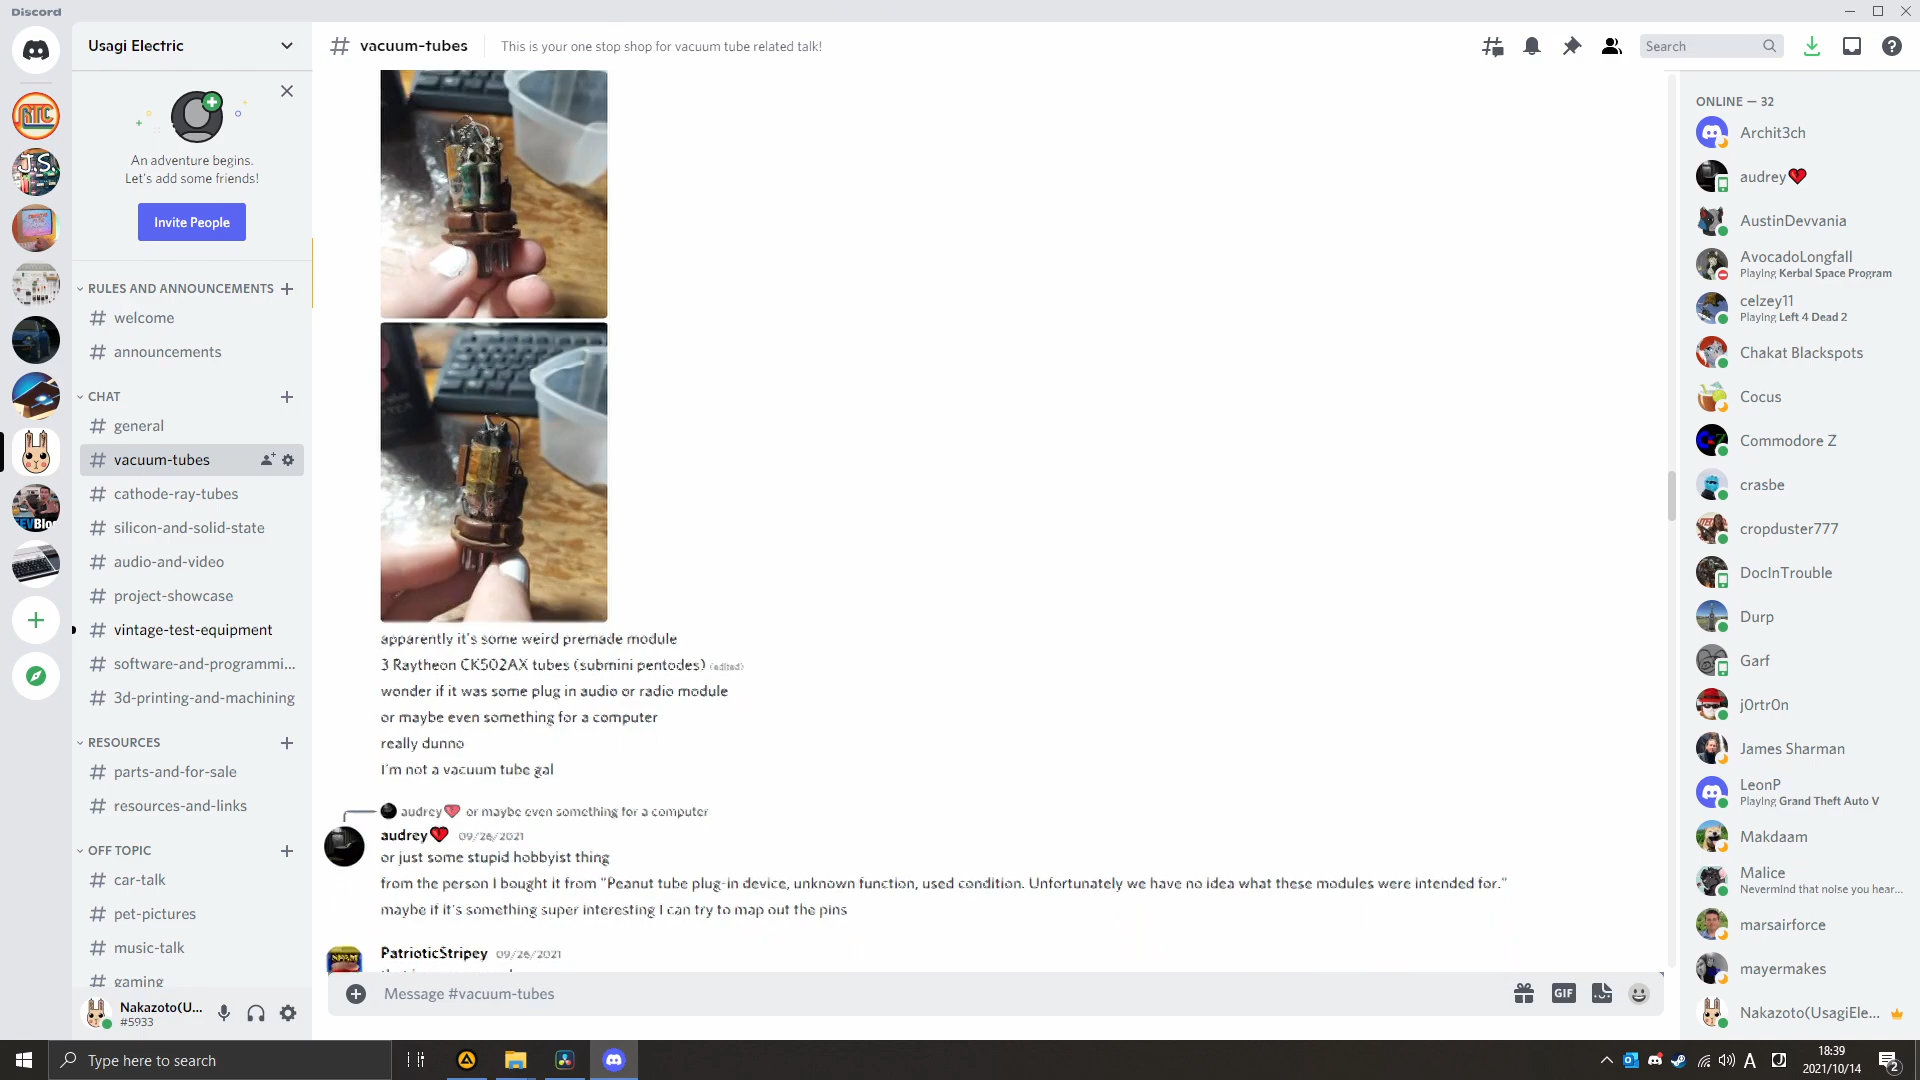 Discord
Usagi Electric
vacuum-tubes
This is your one stop shop for vacuum tube related talk!
Search
An adventure begins.
Let's add some friends!
Invite People
RULES AND ANNOUNCEMENTS
welcome
announcements
CHAT
general
vacuum-tubes
cathode-ray-tubes
silicon-and-solid-state
audio-and-video
project-showcase
vintage-test-equipment
software-and-programmi...
3d-printing-and-machining
RESOURCES
parts-and-for-sale
resources-and-links
OFF TOPIC
car-talk
pet-pictures
music-talk
gaming
Nakazoto(U...
#5933
apparently it's some weird premade module
3 Raytheon CK502AX tubes (submini pentodes) (edited)
wonder if it was some plug in audio or radio module
or maybe even something for a computer
really dunno
I'm not a vacuum tube gal
audrey💔 or maybe even something for a computer
audrey💔 09/26/2021
or just some stupid hobbyist thing
from the person I bought it from "Peanut tube plug-in device, unknown function, used condition. Unfortunately we have no idea what these modules were intended for."
maybe if it's something super interesting I can try to map out the pins
PatrioticStripey 09/26/2021
Message #vacuum-tubes
GIF
ONLINE — 32
Archit3ch
audrey💔
AustinDevvania
AvocadoLongfall
Playing Kerbal Space Program
celzey11
Playing Left 4 Dead 2
Chakat Blackspots
Cocus
Commodore Z
crasbe
cropduster777
DocInTrouble
Durp
Garf
j0rtr0n
James Sharman
LeonP
Playing Grand Theft Auto V
Makdaam
Malice
Nevermind that noise you hear...
marsairforce
mayermakes
Nakazoto(UsagiEle...
Type here to search
A
18:39
2021/10/14
2